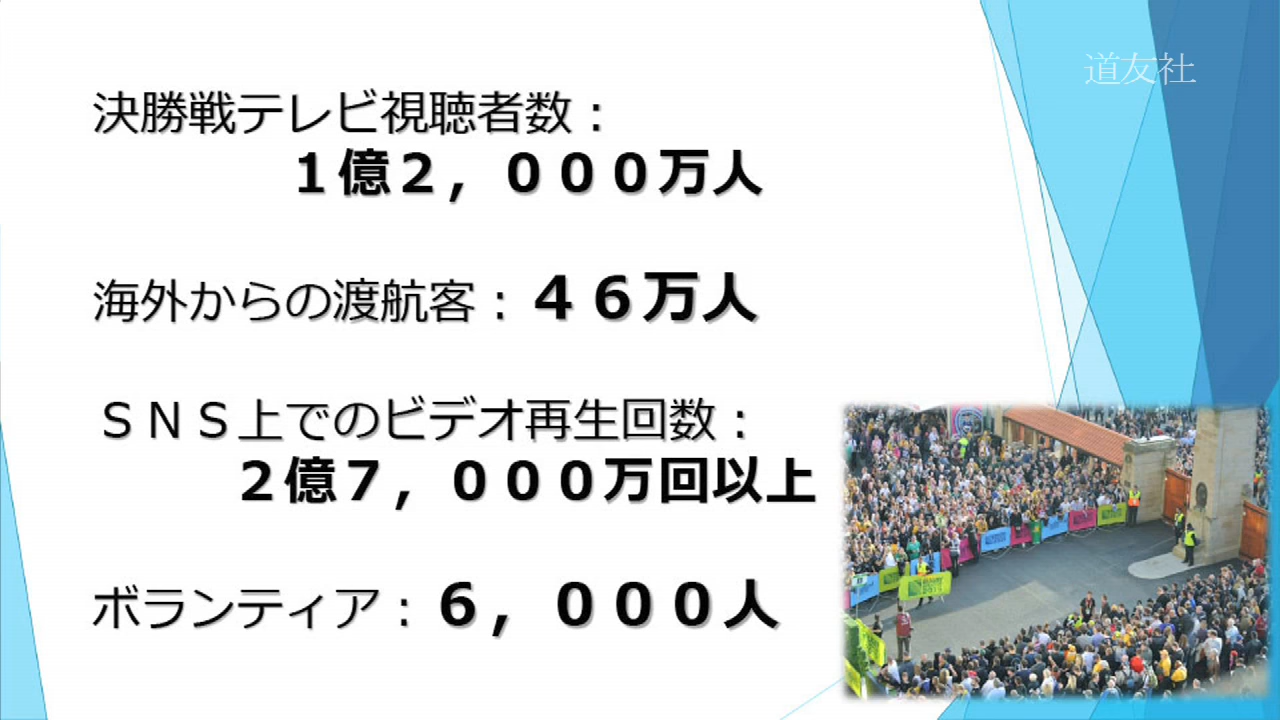 道友社
決勝戦テレビ視聴者数：
１億２，０００万人
海外からの渡航客：４６万人
ＳＮＳ上でのビデオ再生回数：
２億７，０００万回以上
ボランティア：６，０００人